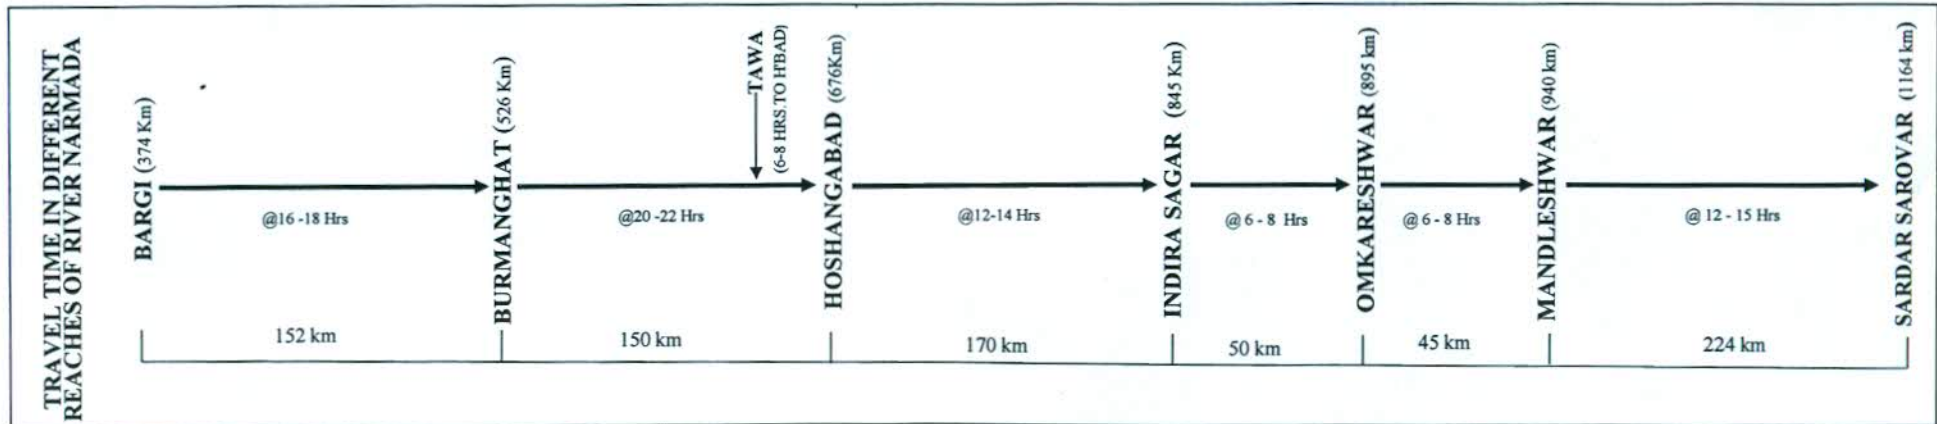 TRAVEL TIME IN DIFFERENT
REACHES OF RIVER NARMADA
BARGI (374 Km)
@16 -18 Hrs
BURMANGHAT (526 Km)
@20 -22 Hrs
TAWA
(6-8 HRS.TO H'BAD)
HOSHANGABAD (676Km)
@12-14 Hrs
INDIRA SAGAR (845 Km)
@ 6 - 8 Hrs
OMKARESHWAR (895 km)
@ 6 - 8 Hrs
MANDLESHWAR (940 km)
@ 12 - 15 Hrs
SARDAR SAROVAR (1164 km)
152 km
150 km
170 km
50 km
45 km
224 km